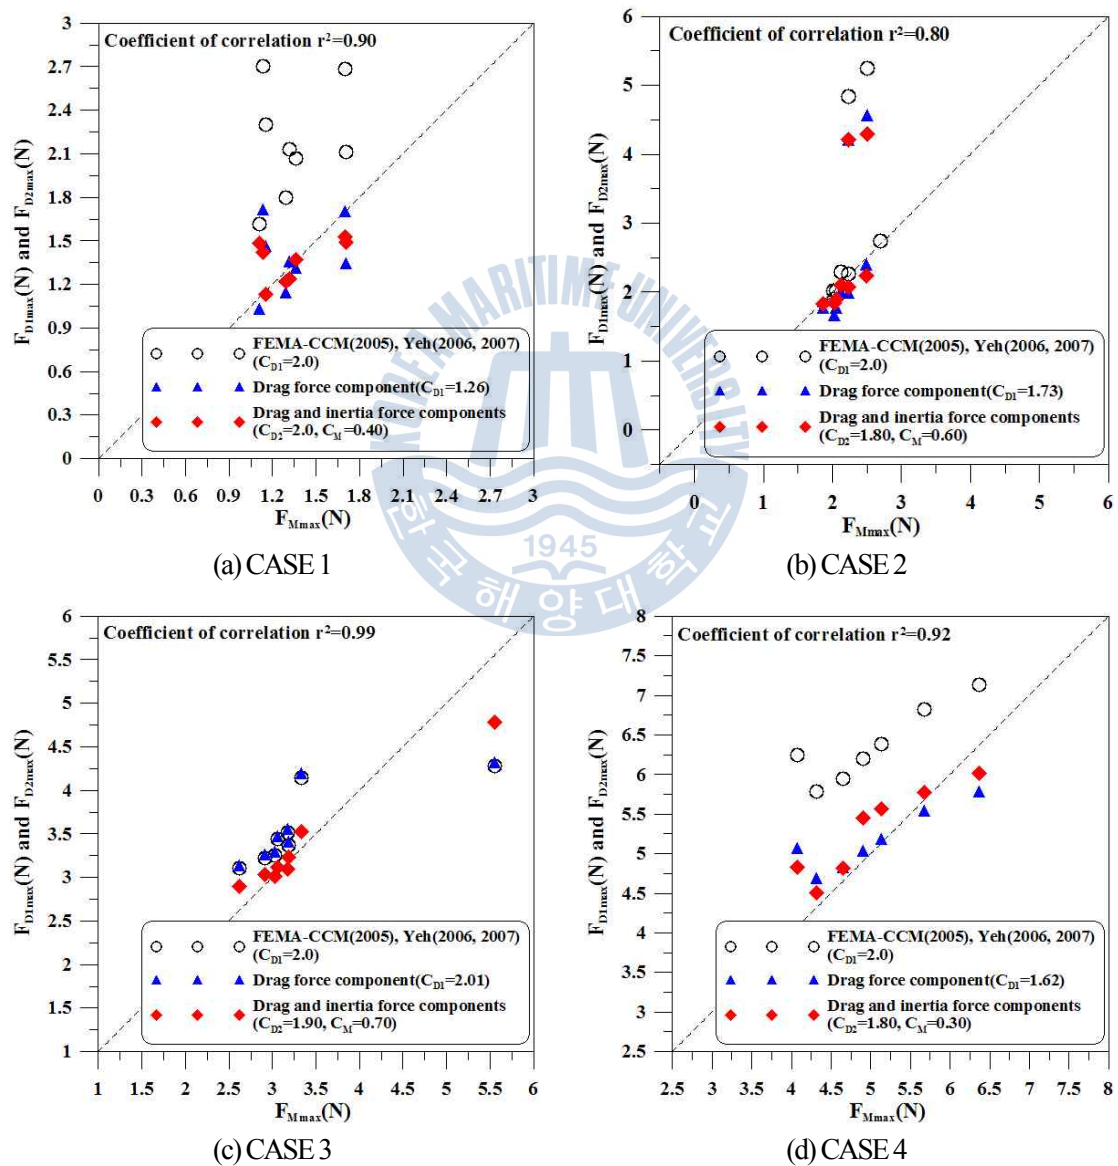 Coefficient of correlation r²=0.90
3
2.7
2.4
2.1
1.8
1.5
1.2
0.9
0.6
0.3
0
F_D1max(N) and F_D2max(N)
FEMA-CCM(2005), Yeh(2006, 2007)
(C_D1=2.0)
Drag force component(C_D1=1.26)
Drag and inertia force components
(C_D2=2.0, C_M=0.40)
0 0.3 0.6 0.9 1.2 1.5 1.8 2.1 2.4 2.7 3
F_Mmax(N)
(a) CASE 1
Coefficient of correlation r²=0.80
6
5
4
3
2
1
0
F_D1max(N) and F_D2max(N)
FEMA-CCM(2005), Yeh(2006, 2007)
(C_D1=2.0)
Drag force component(C_D1=1.73)
Drag and inertia force components
(C_D2=1.80, C_M=0.60)
0 1 2 3 4 5 6
F_Mmax(N)
(b) CASE 2
KOREA MARITIME UNIVERSITY
1945
한국해양대학교
Coefficient of correlation r²=0.99
6
5.5
5
4.5
4
3.5
3
2.5
2
1.5
1
F_D1max(N) and F_D2max(N)
FEMA-CCM(2005), Yeh(2006, 2007)
(C_D1=2.0)
Drag force component(C_D1=2.01)
Drag and inertia force components
(C_D2=1.90, C_M=0.70)
1 1.5 2 2.5 3 3.5 4 4.5 5 5.5 6
F_Mmax(N)
(c) CASE 3
Coefficient of correlation r²=0.92
8
7.5
7
6.5
6
5.5
5
4.5
4
3.5
3
2.5
F_D1max(N) and F_D2max(N)
FEMA-CCM(2005), Yeh(2006, 2007)
(C_D1=2.0)
Drag force component(C_D1=1.62)
Drag and inertia force components
(C_D2=1.80, C_M=0.30)
2.5 3 3.5 4 4.5 5 5.5 6 6.5 7 7.5 8
F_Mmax(N)
(d) CASE 4